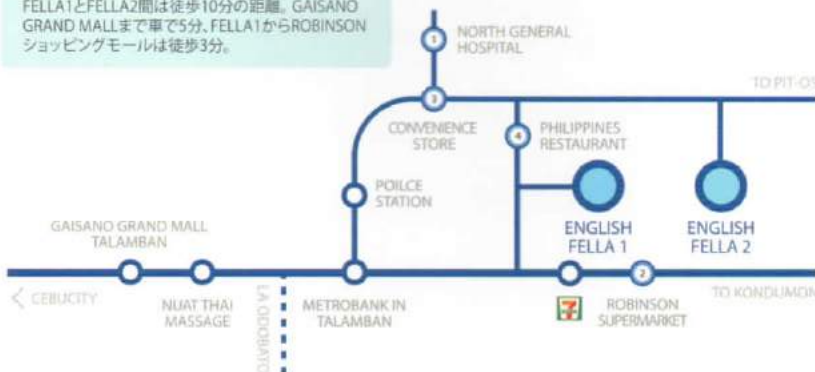 FELLA1とFELLA2間は徒歩10分の距離。GAISANO
GRAND MALLまで車で5分、FELLA1からROBINSON
ショッピングモールは徒歩3分。
1
NORTH GENERAL
HOSPITAL
TO PIT-OS
3
CONVENIENCE
STORE
4
PHILIPPINES
RESTAURANT
POILCE
STATION
ENGLISH
FELLA 1
ENGLISH
FELLA 2
GAISANO GRAND MALL
TALAMBAN
CEBUCITY
NUAT THAI
MASSAGE
METROBANK IN
TALAMBAN
7
2
ROBINSON
SUPERMARKET
TO KONDUMON